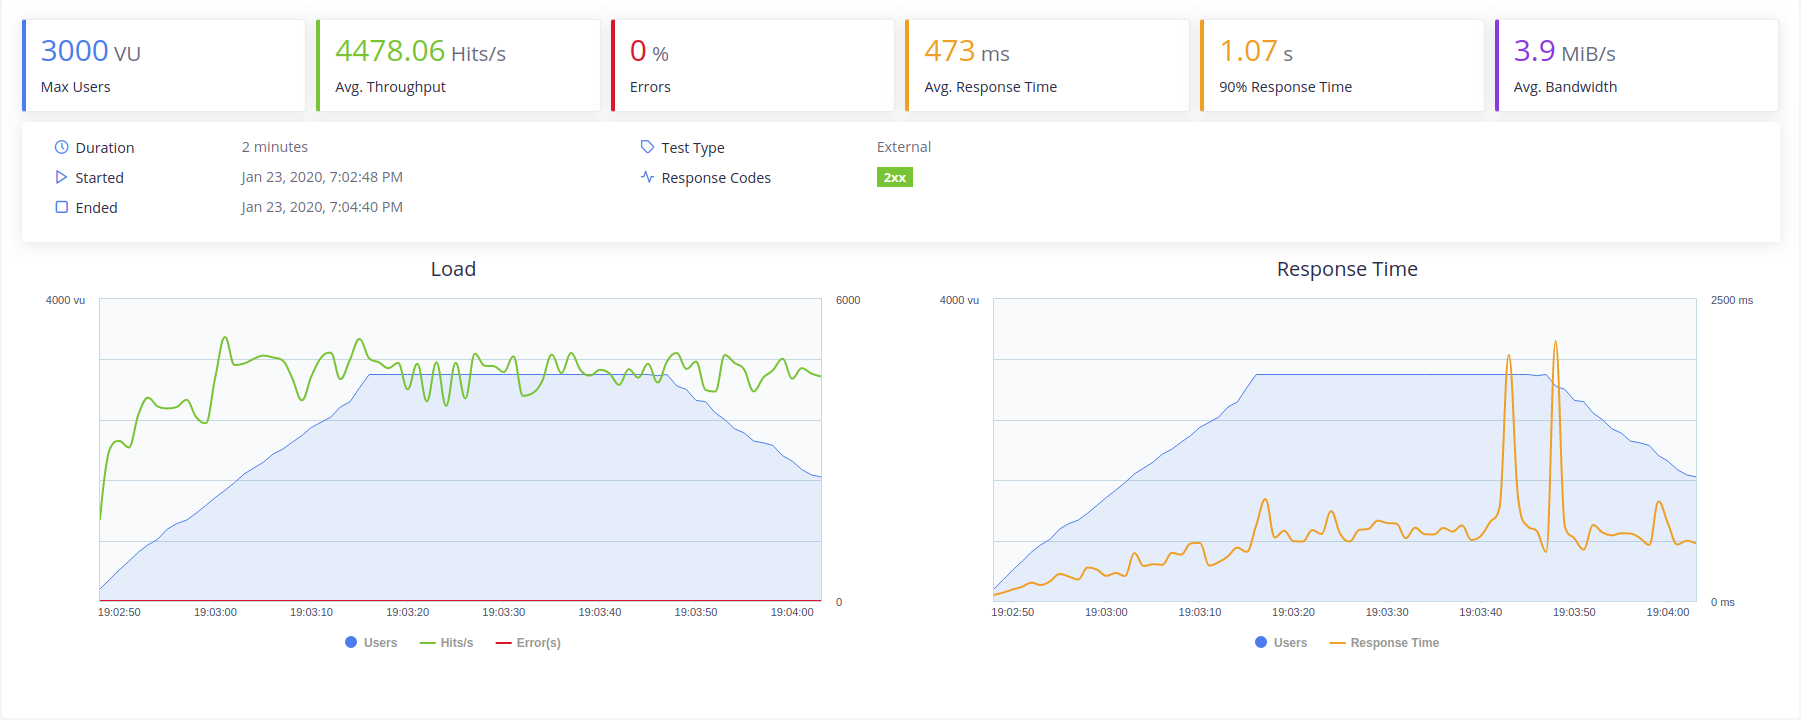 3000 VU
Max Users
4478.06 Hits/s
Avg. Throughput
0 %
Errors
473 ms
Avg. Response Time
1.07 s
90% Response Time
3.9 MiB/s
Avg. Bandwidth
Duration 2 minutes
Started Jan 23, 2020, 7:02:48 PM
Ended Jan 23, 2020, 7:04:40 PM
Test Type External
Response Codes 2xx
Load
4000 vu 6000
0
19:02:50 19:03:00 19:03:10 19:03:20 19:03:30 19:03:40 19:03:50 19:04:00
Users Hits/s Error(s)
Response Time
4000 vu 2500 ms
0 ms
19:02:50 19:03:00 19:03:10 19:03:20 19:03:30 19:03:40 19:03:50 19:04:00
Users Response Time